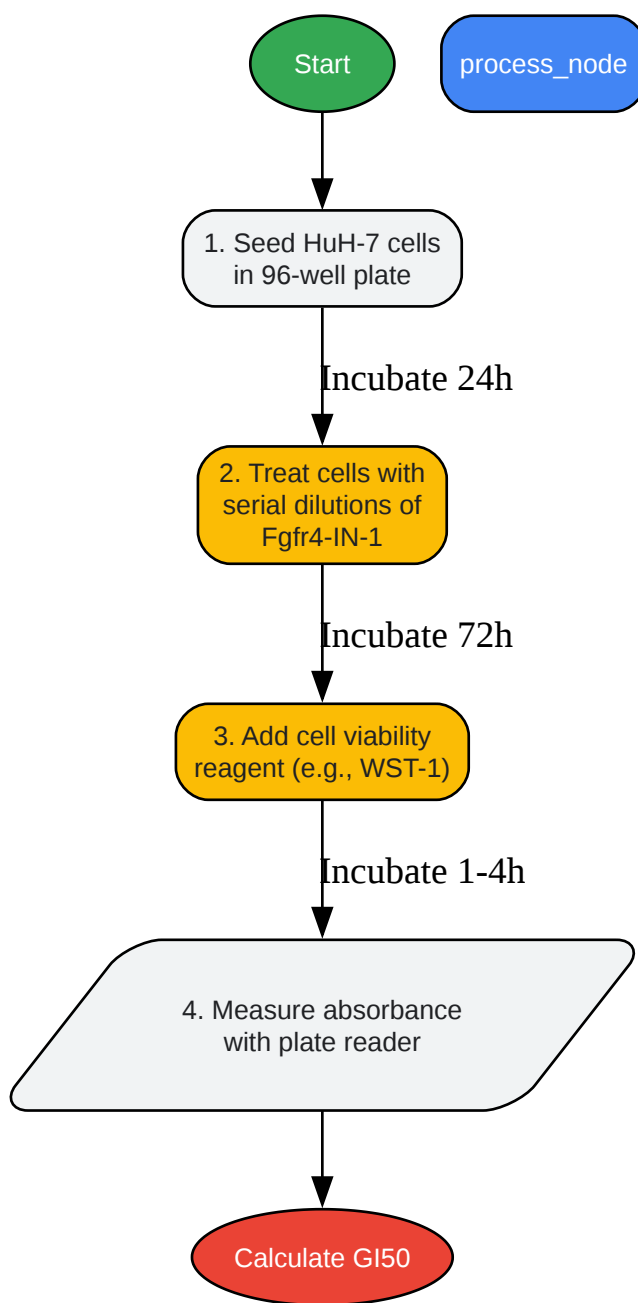 Start
process_node
1. Seed HuH-7 cells
in 96-well plate
Incubate 24h
2. Treat cells with
serial dilutions of
Fgfr4-IN-1
Incubate 72h
3. Add cell viability
reagent (e.g., WST-1)
Incubate 1-4h
4. Measure absorbance
with plate reader
Calculate GI50